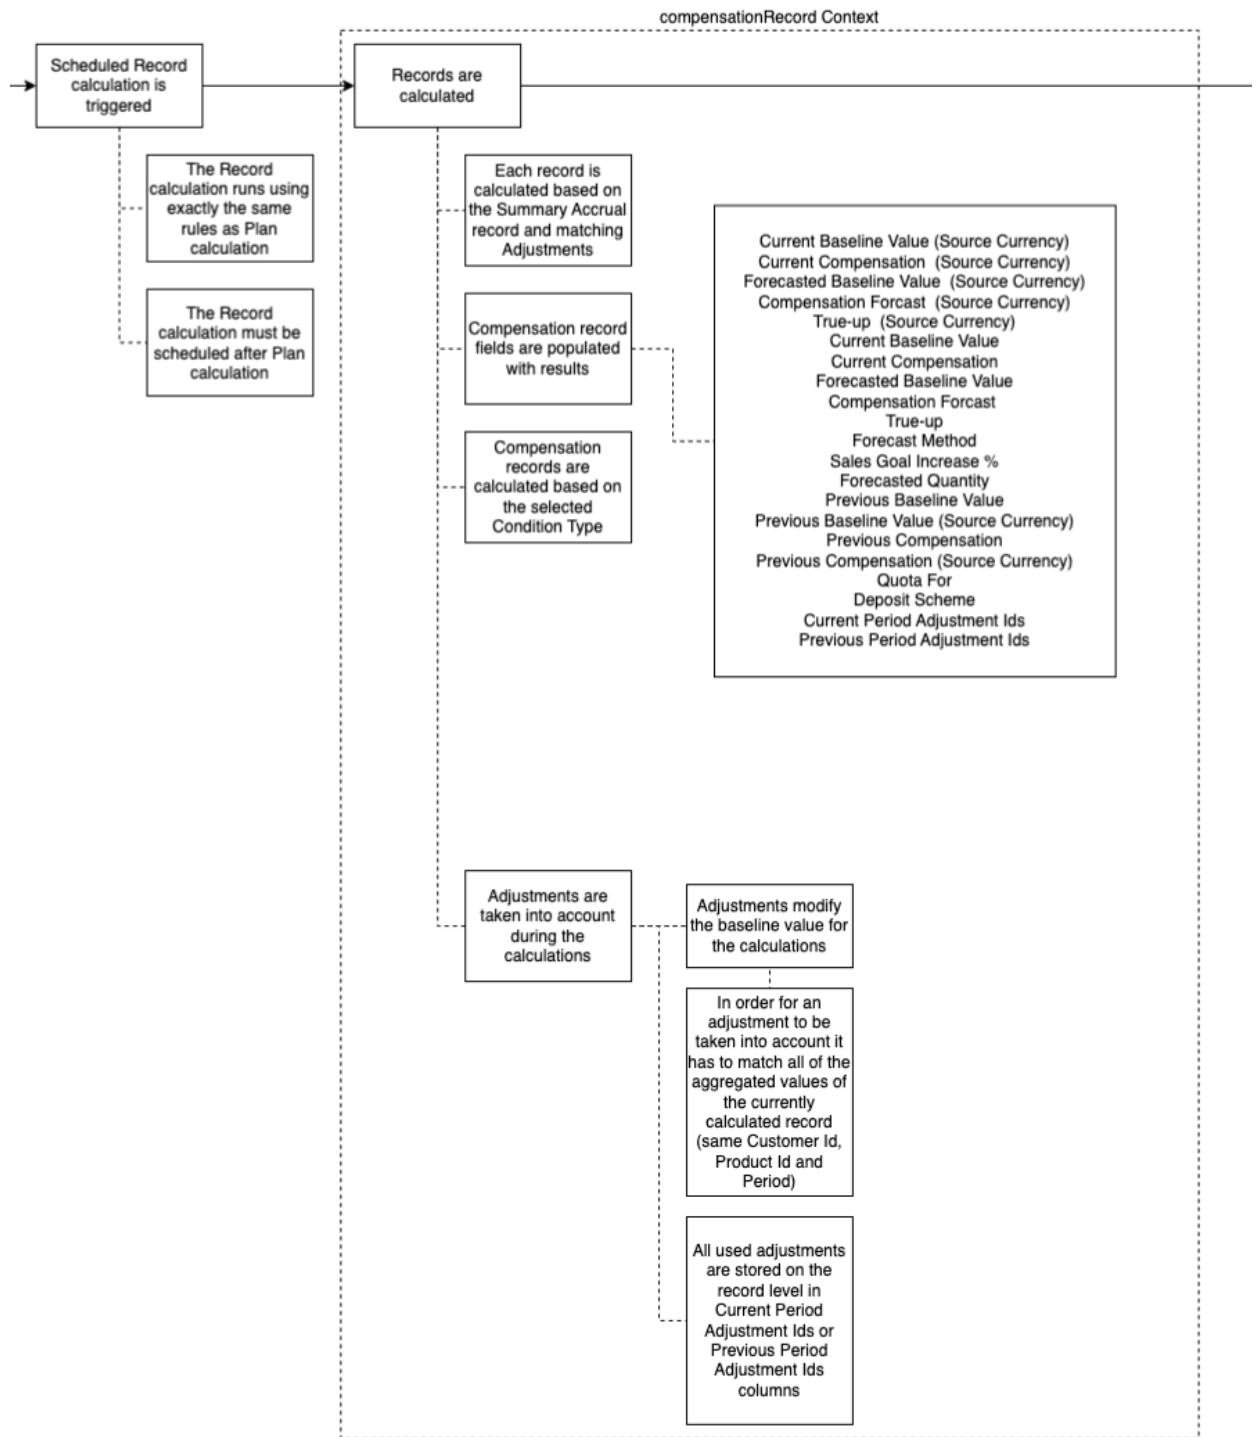 compensationRecord Context
Scheduled Record
calculation is
triggered
Records are
calculated
The Record
calculation runs using
exactly the same
rules as Plan
calculation
The Record
calculation must be
scheduled after Plan
calculation
Each record is
calculated based on
the Summary Accrual
record and matching
Adjustments
Compensation record
fields are populated
with results
Compensation
records are
calculated based on
the selected
Condition Type
Current Baseline Value (Source Currency)
Current Compensation (Source Currency)
Forecasted Baseline Value (Source Currency)
Compensation Forcast (Source Currency)
True-up (Source Currency)
Current Baseline Value
Current Compensation
Forecasted Baseline Value
Compensation Forcast
True-up
Forecast Method
Sales Goal Increase %
Forecasted Quantity
Previous Baseline Value
Previous Baseline Value (Source Currency)
Previous Compensation
Previous Compensation (Source Currency)
Quota For
Deposit Scheme
Current Period Adjustment Ids
Previous Period Adjustment Ids
Adjustments are
taken into account
during the
calculations
Adjustments modify
the baseline value for
the calculations
In order for an
adjustment to be
taken into account it
has to match all of the
aggregated values of
the currently
calculated record
(same Customer Id,
Product Id and
Period)
All used adjustments
are stored on the
record level in
Current Period
Adjustment Ids or
Previous Period
Adjustment Ids
columns